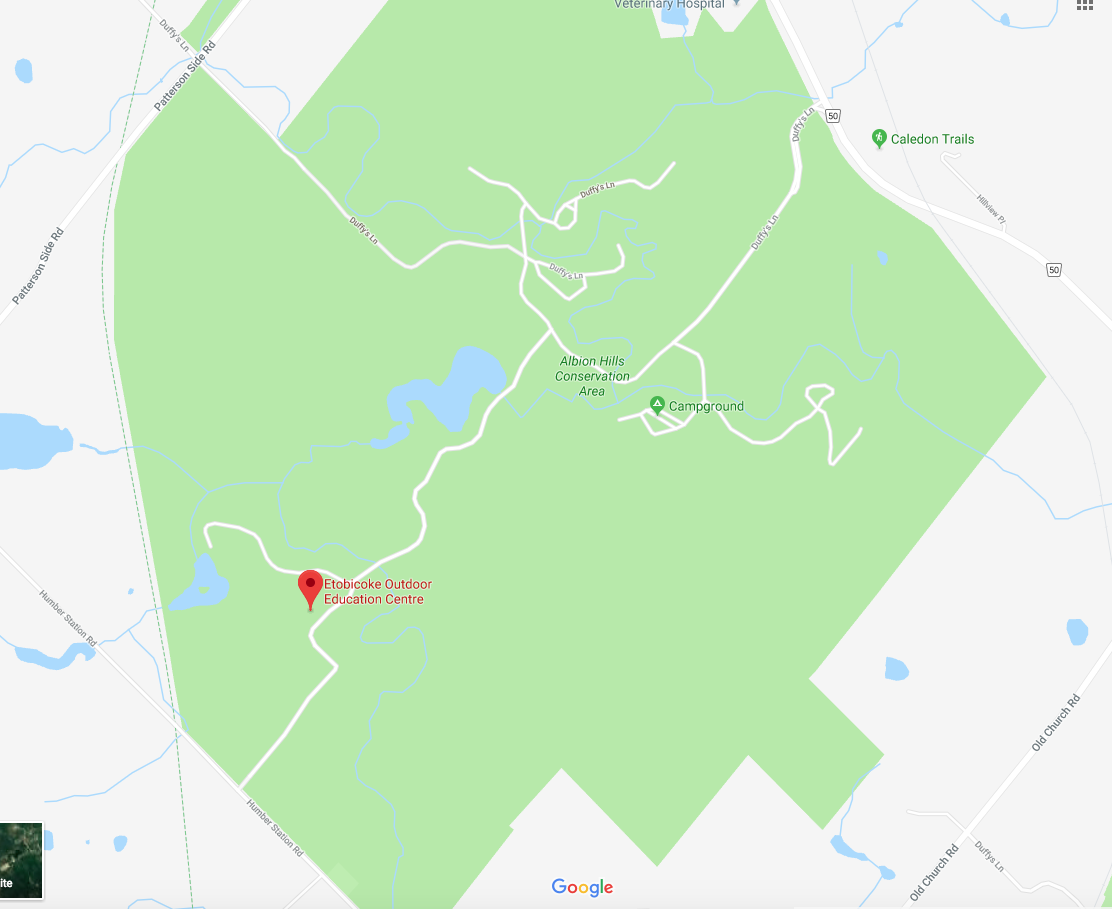 Veterinary Hospital
Duffy's Ln
Patterson Side Rd
Duffy's Ln
50
Caledon Trails
Hillview Pl
Duffy's Ln
Duffy's Ln
Duffy's Ln
Patterson Side Rd
Duffy's Ln
50
Albion Hills
Conservation
Area
Campground
Etobicoke Outdoor
Education Centre
Humber Station Rd
Old Church Rd
Humber Station Rd
Duffys Ln
Old Church Rd
ite
Google